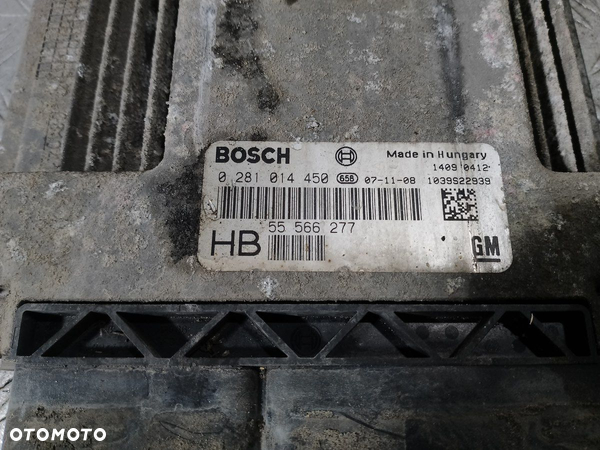 BOSCH Made in Hungary
1409 0412
0 281 014 450 658 07-11-08 1039S22939
HB 55 566 277 GM
OTOMOTO